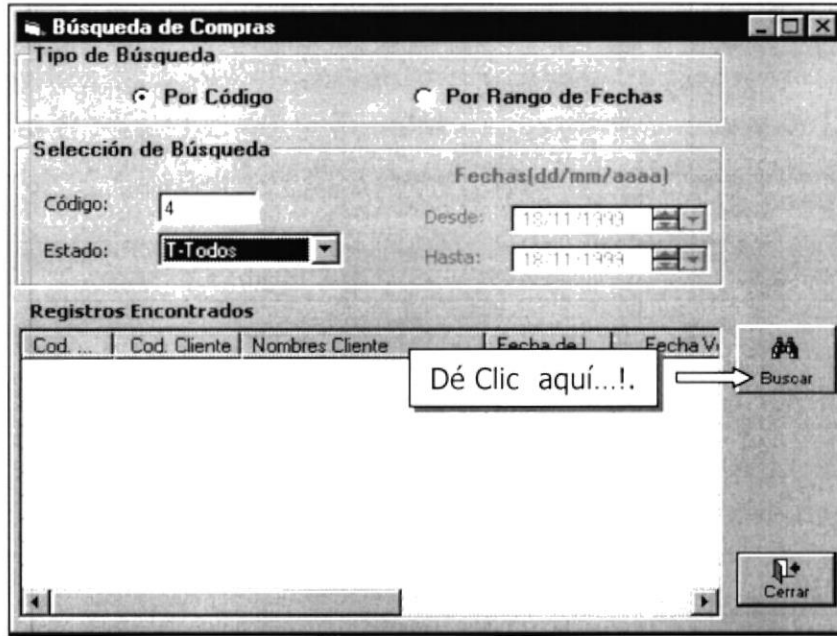 Búsqueda de Compras
Tipo de Búsqueda
Por Código Por Rango de Fechas
Selección de Búsqueda
Fechas(dd/mm/aaaa)
Código: 4
Desde: 18/11/1999
Estado: T-Todos
Hasta: 18/11/1999
Registros Encontrados
Cod. ... Cod. Cliente Nombres Cliente Fecha de Fecha
Dé Clic aquí...!.
Buscar
Cerrar